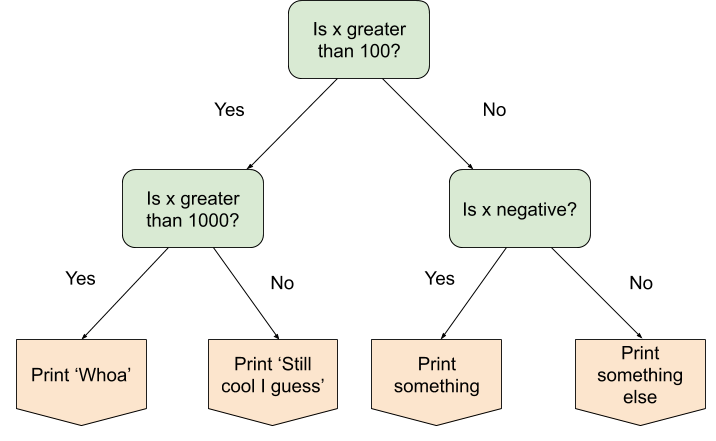 Is x greater
than 100?
Yes
No
Is x greater
than 1000?
Is x negative?
Yes
No
Yes
No
Print ‘Whoa’
Print ‘Still
cool I guess’
Print
something
Print
something
else